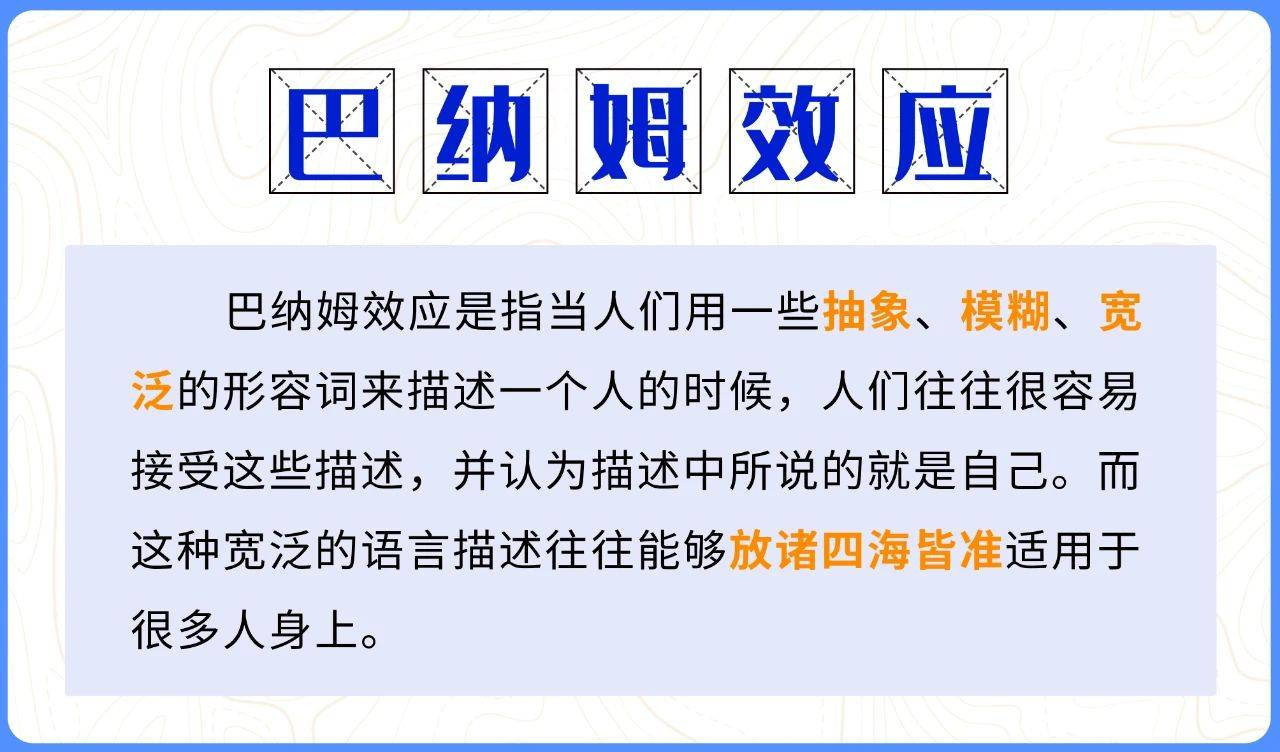 巴纳姆效应
巴纳姆效应是指当人们用一些抽象、模糊、宽
泛的形容词来描述一个人的时候，人们往往很容易
接受这些描述，并认为描述中所说的就是自己。而
这种宽泛的语言描述往往能够放诸四海皆准适用于
很多人身上。